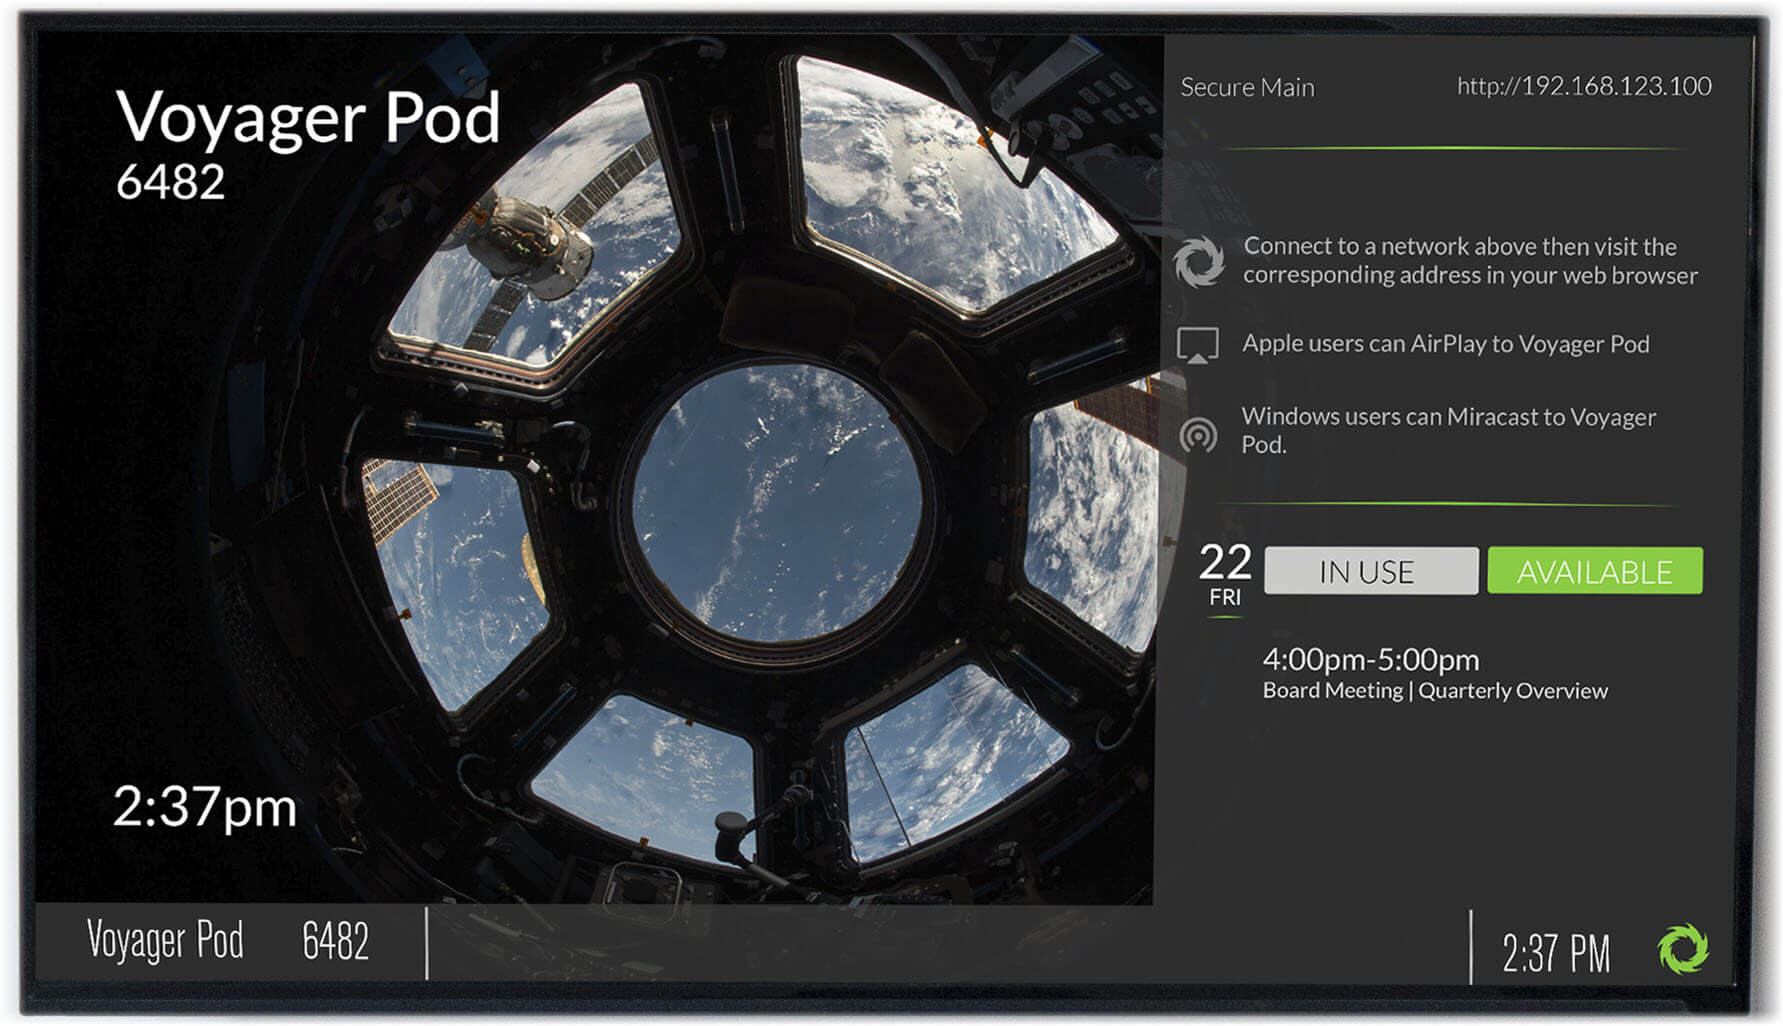 Voyager Pod
6482
2:37pm
Secure Main http://192.168.123.100
Connect to a network above then visit the
corresponding address in your web browser
Apple users can AirPlay to Voyager Pod
Windows users can Miracast to Voyager
Pod.
22
FRI
IN USE AVAILABLE
4:00pm-5:00pm
Board Meeting | Quarterly Overview
Voyager Pod 6482 2:37 PM